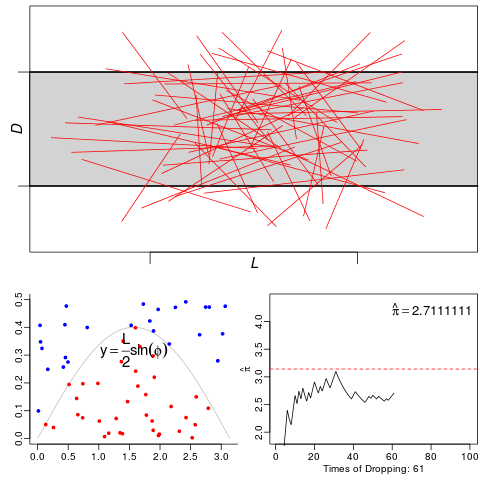 D
L
0.0 0.1 0.2 0.3 0.4 0.5
y = L/2 sin(ϕ)
0.0 0.5 1.0 1.5 2.0 2.5 3.0
π̂ = 2.7111111
π̂
2.0 2.5 3.0 3.5 4.0
0 20 40 60 80 100
Times of Dropping: 61